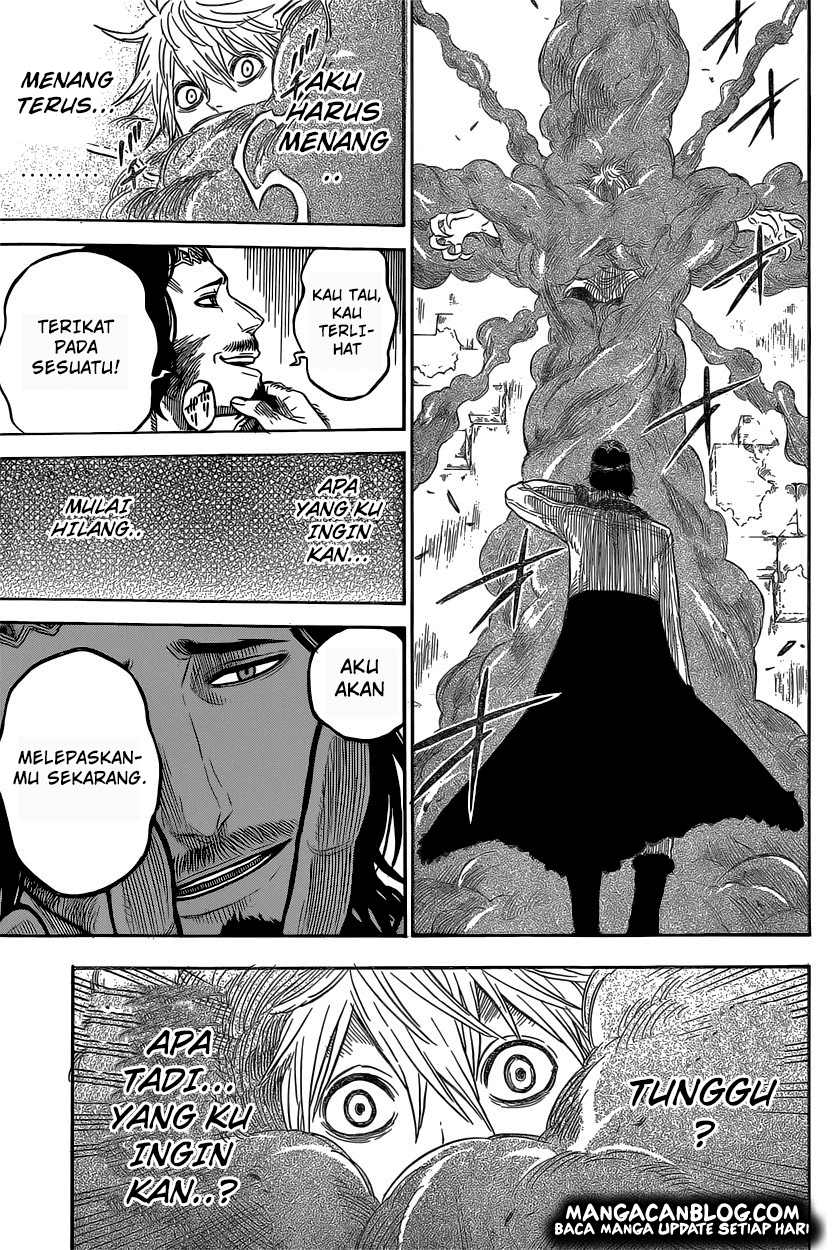 AKU
HARUS
MENANG
..
MENANG
TERUS...
..........
KAU TAU,
KAU
TERLI-
HAT
TERIKAT
PADA
SESUATU!
APA
YANG KU
INGIN
KAN...
MULAI
HILANG..
AKU
AKAN
MELEPASKAN-
MU SEKARANG.
TUNGGU
?
APA
TADI...
YANG KU
INGIN
KAN..?
MANGACANBLOG.COM
BACA MANGA UPDATE SETIAP HARI